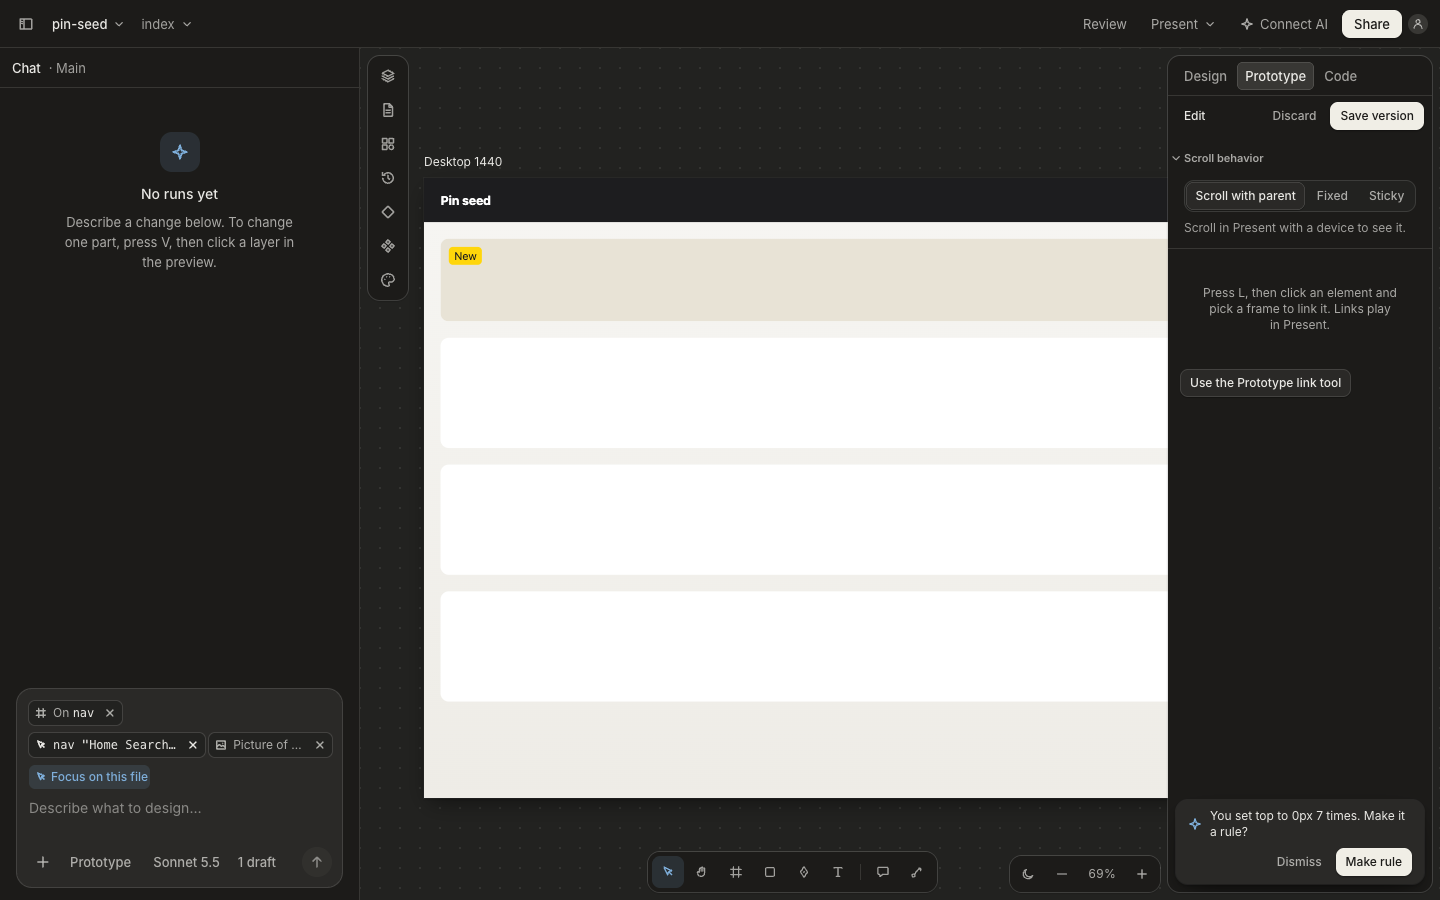 pin-seed
index
Review
Present
Connect AI
Share
Chat · Main
No runs yet
Describe a change below. To change
one part, press V, then click a layer in
the preview.
On nav
nav "Home Search…
Picture of ...
Focus on this file
Describe what to design...
Prototype
Sonnet 5.5
1 draft
Desktop 1440
Pin seed
New
69%
Design
Prototype
Code
Edit
Discard
Save version
Scroll behavior
Scroll with parent
Fixed
Sticky
Scroll in Present with a device to see it.
Press L, then click an element and
pick a frame to link it. Links play
in Present.
Use the Prototype link tool
You set top to 0px 7 times. Make it
a rule?
Dismiss
Make rule